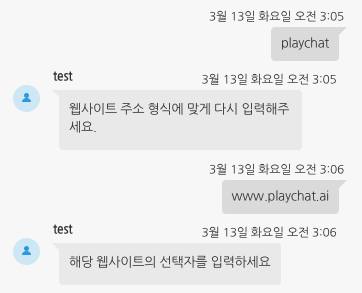 3월 13일 화요일 오전 3:05
playchat
test
3월 13일 화요일 오전 3:05
웹사이트 주소 형식에 맞게 다시 입력해주
세요.
3월 13일 화요일 오전 3:06
www.playchat.ai
test
3월 13일 화요일 오전 3:06
해당 웹사이트의 선택자를 입력하세요